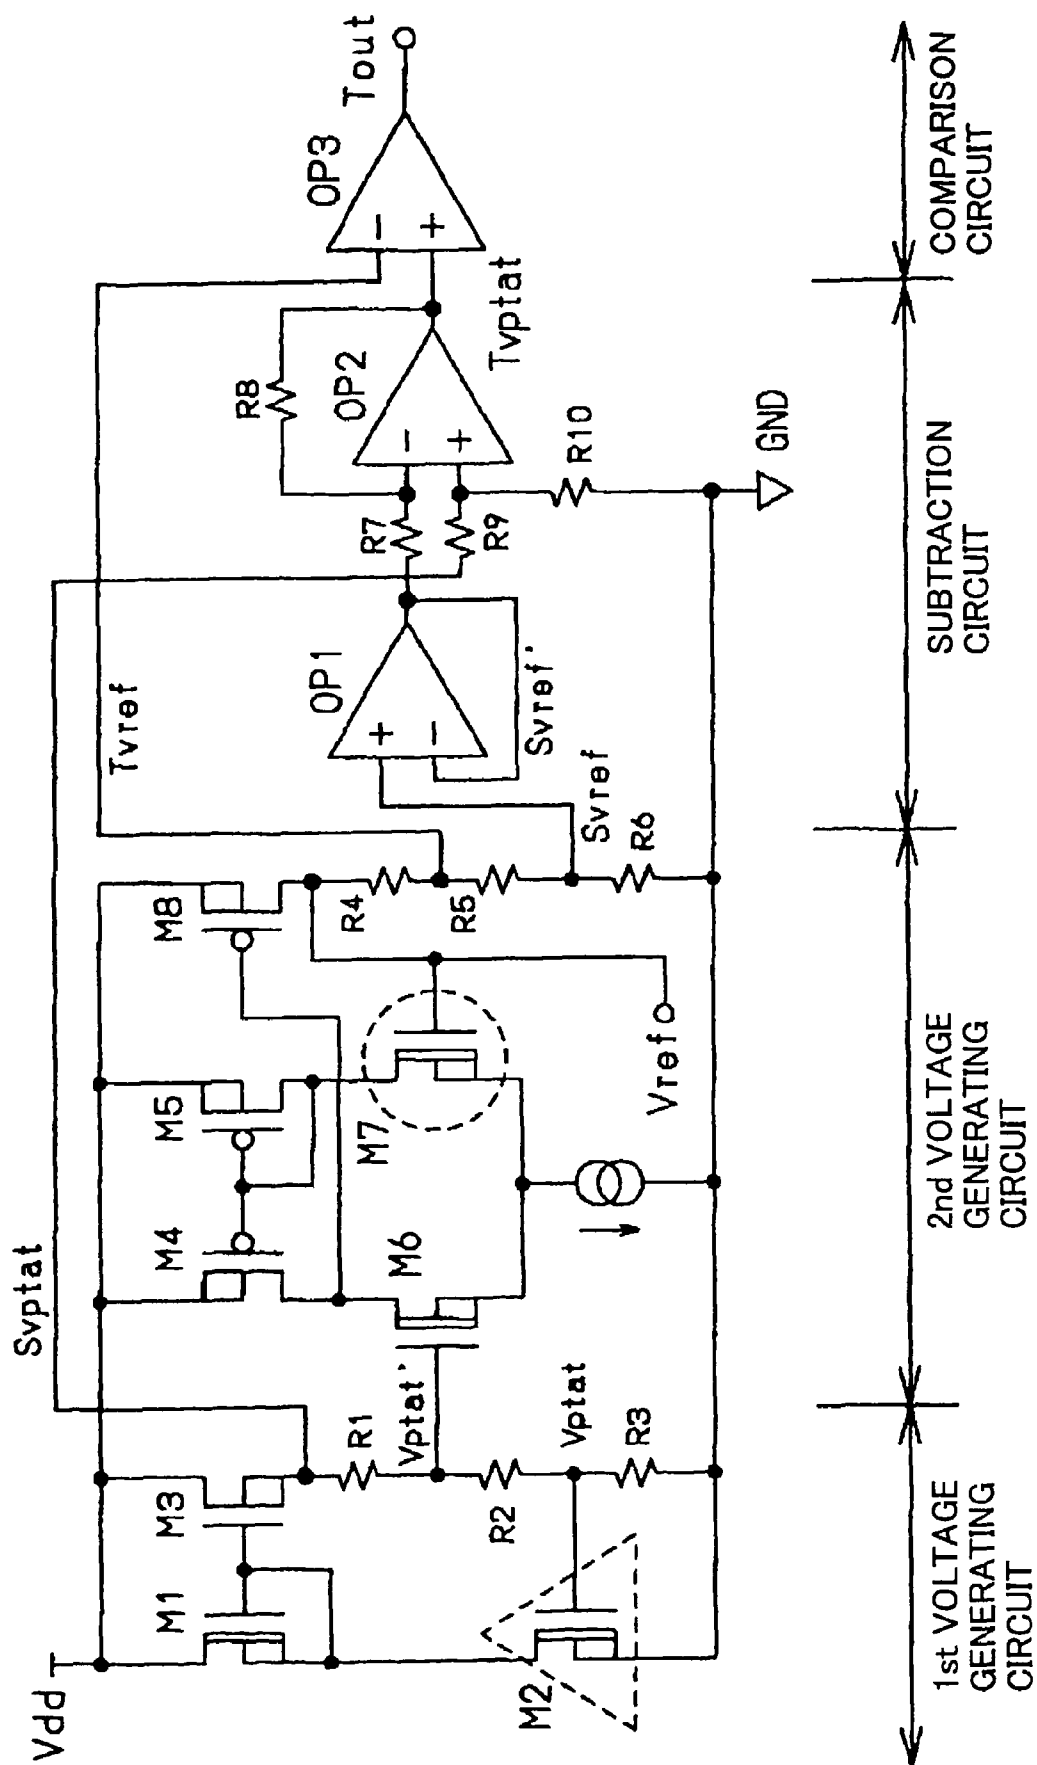 Vdd
Svptat
Tvref
M1
M3
M4
M5
M8
R1
Vptat'
M6
M7
R4
R5
R2
Vptat
R3
M2
Vref
Svref
R6
OP1
+
−
Svref'
R7
R9
R8
OP2
−
+
R10
GND
Tvptat
OP3
−
+
Tout
1st VOLTAGE
GENERATING
CIRCUIT
2nd VOLTAGE
GENERATING
CIRCUIT
SUBTRACTION
CIRCUIT
COMPARISON
CIRCUIT